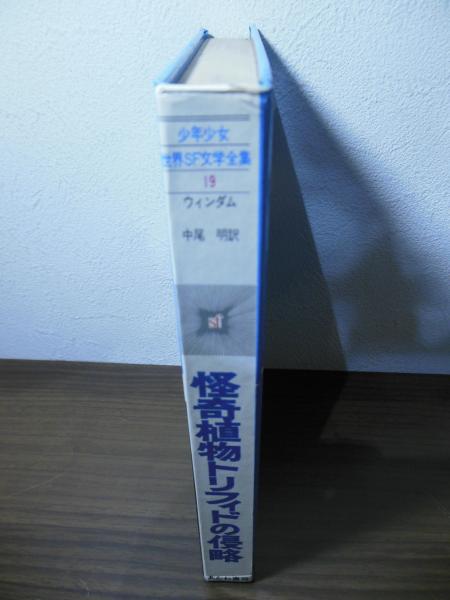 少年少女
世界SF文学全集
19
ウィンダム
中尾 明訳
sf
怪奇植物トリフィドの侵略